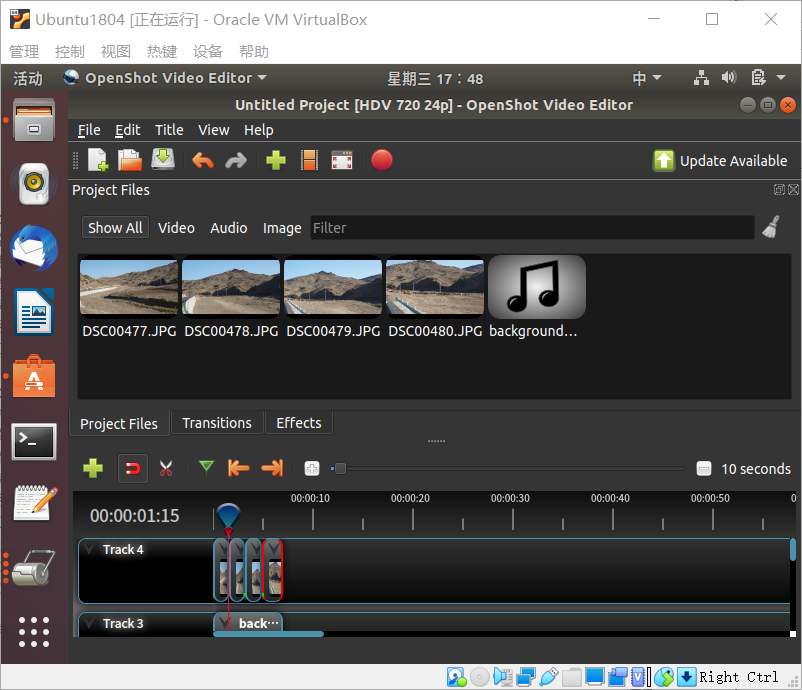 Ubuntu1804 [正在运行] - Oracle VM VirtualBox
管理 控制 视图 热键 设备 帮助
活动 OpenShot Video Editor 星期三 17：48 中
Untitled Project [HDV 720 24p] - OpenShot Video Editor
File Edit Title View Help
Update Available
Project Files
Show All Video Audio Image Filter
DSC00477.JPG DSC00478.JPG DSC00479.JPG DSC00480.JPG background...
Project Files Transitions Effects
10 seconds
00:00:01:15 00:00:10 00:00:20 00:00:30 00:00:40 00:00:50 0
Track 4
Track 3 back...
Right Ctrl